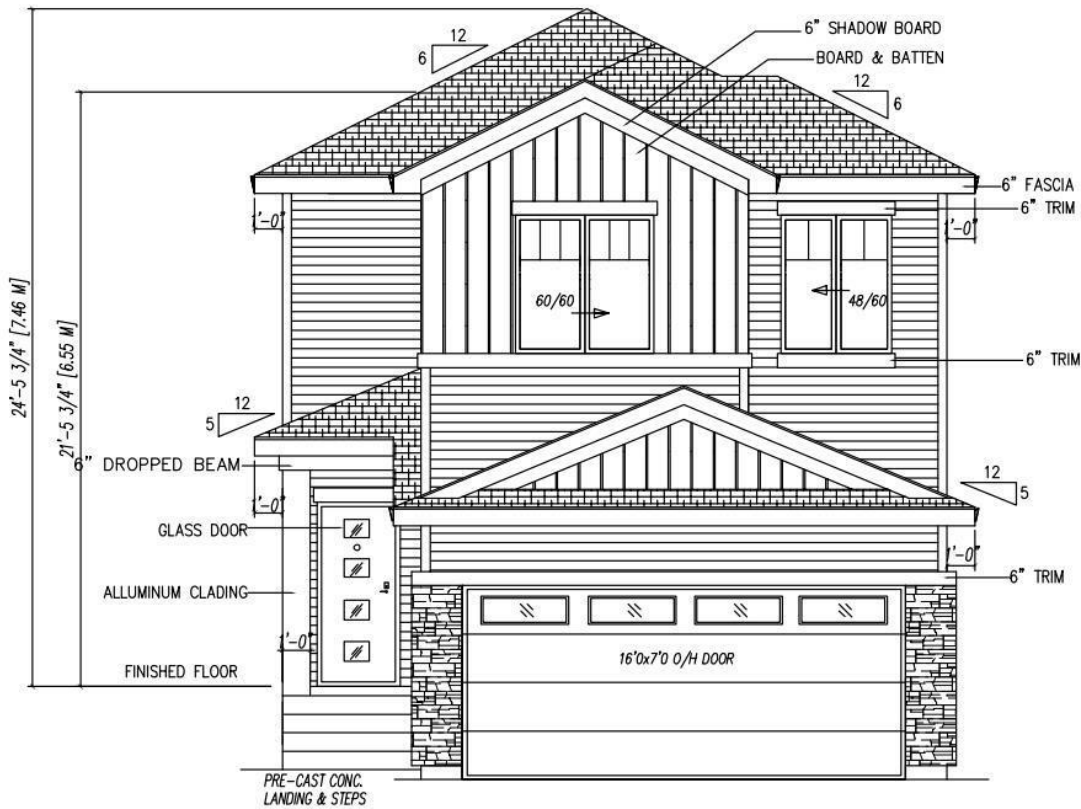 12
6
6" SHADOW BOARD
BOARD & BATTEN
12
6
6" FASCIA
6" TRIM
1'-0"
1'-0"
60/60
48/60
24'-5 3/4" [7.46 M]
21'-5 3/4" [6.55 M]
6" TRIM
12
5
6" DROPPED BEAM
12
5
1'-0"
GLASS DOOR
1'-0"
6" TRIM
ALLUMINUM CLADING
1'-0"
16'0x7'0 O/H DOOR
FINISHED FLOOR
PRE-CAST CONC.
LANDING & STEPS